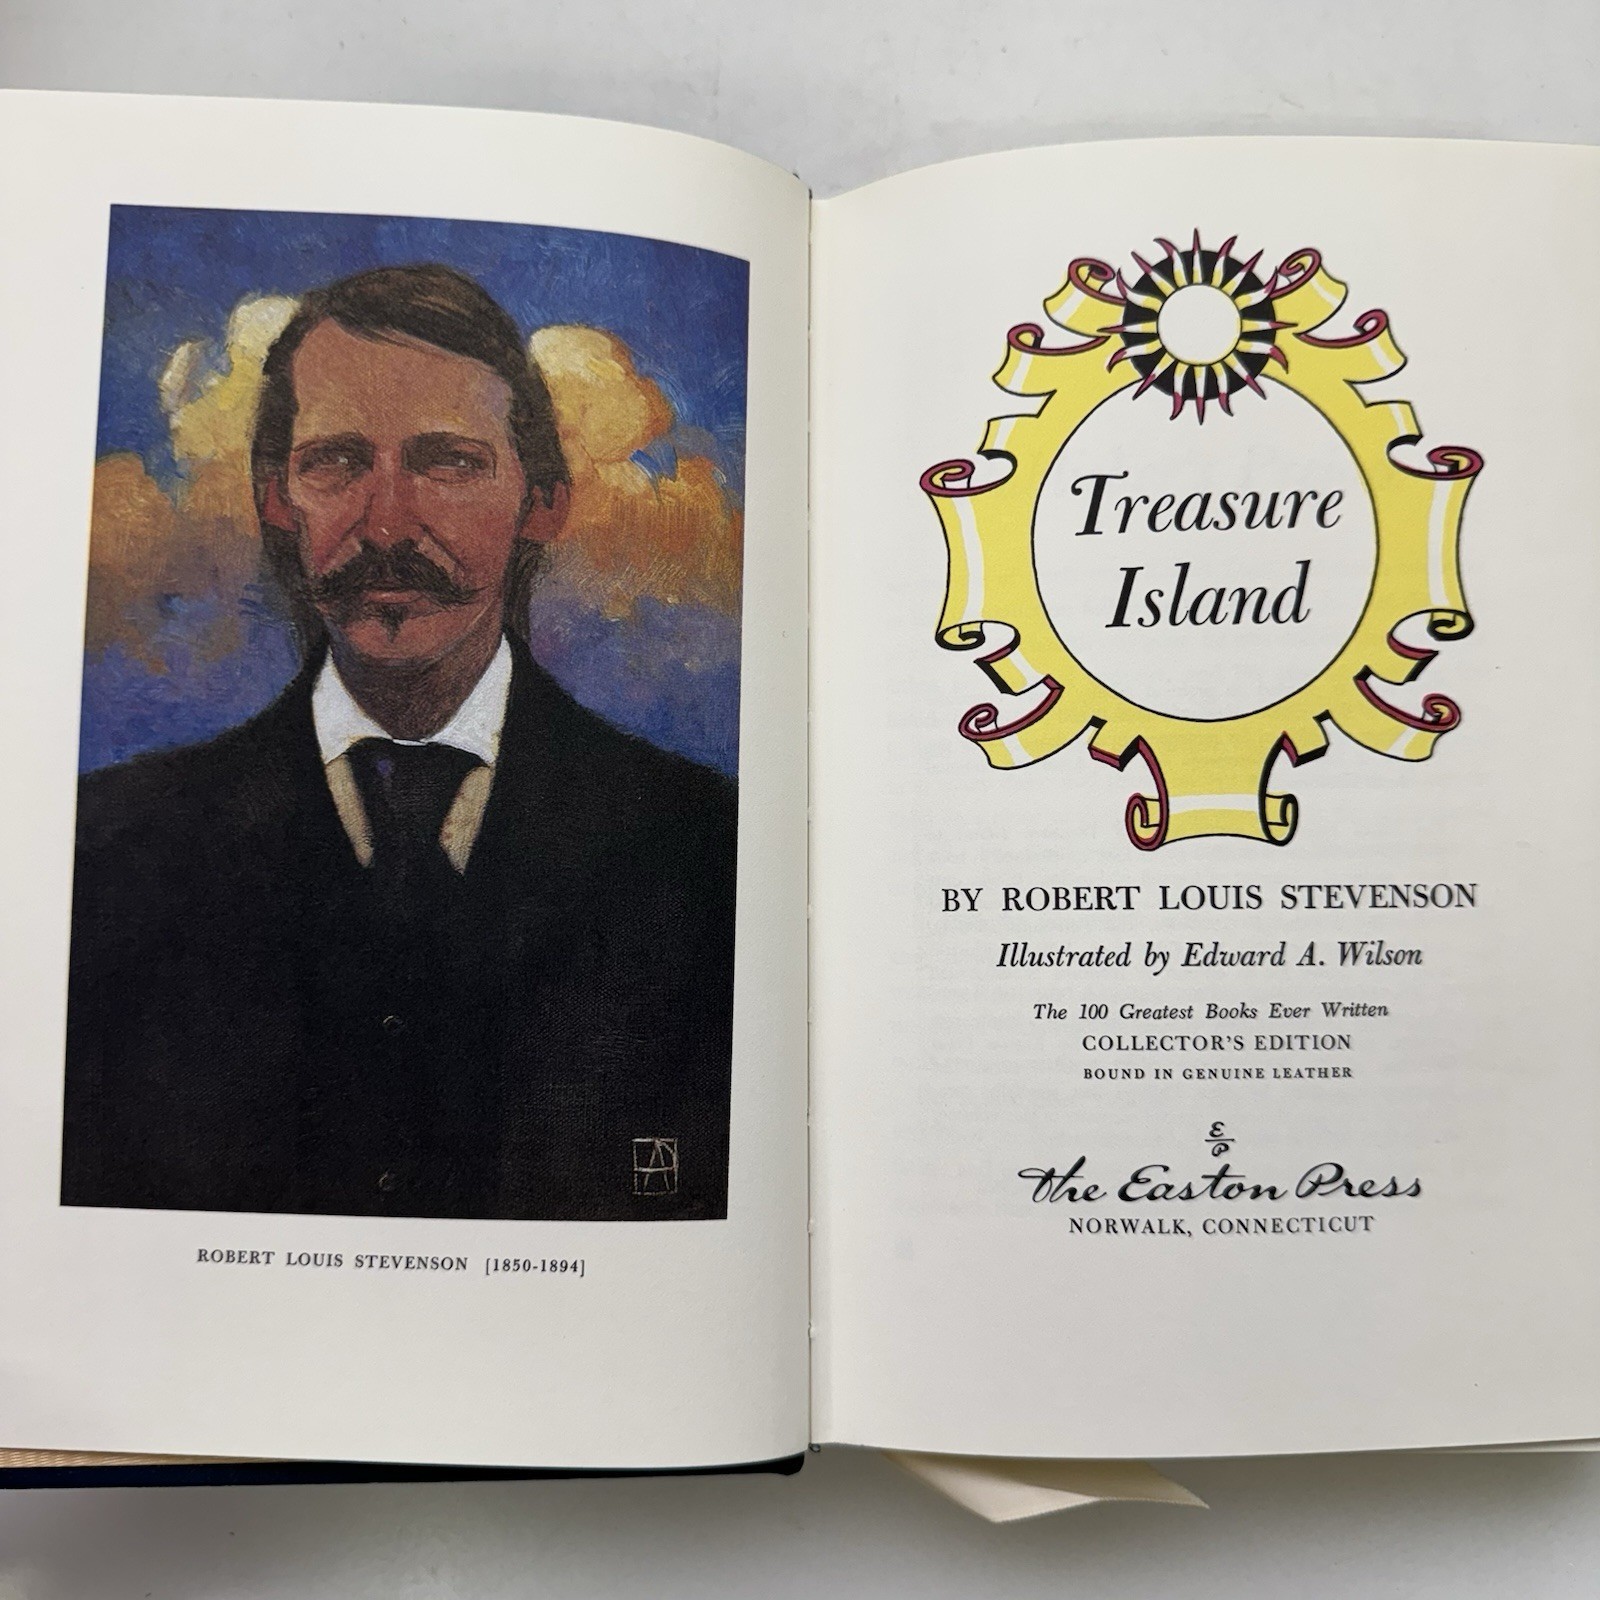 ROBERT LOUIS STEVENSON [1850-1894]
Treasure
Island
BY ROBERT LOUIS STEVENSON
Illustrated by Edward A. Wilson
The 100 Greatest Books Ever Written
COLLECTOR'S EDITION
BOUND IN GENUINE LEATHER
E
P
The Easton Press
NORWALK, CONNECTICUT